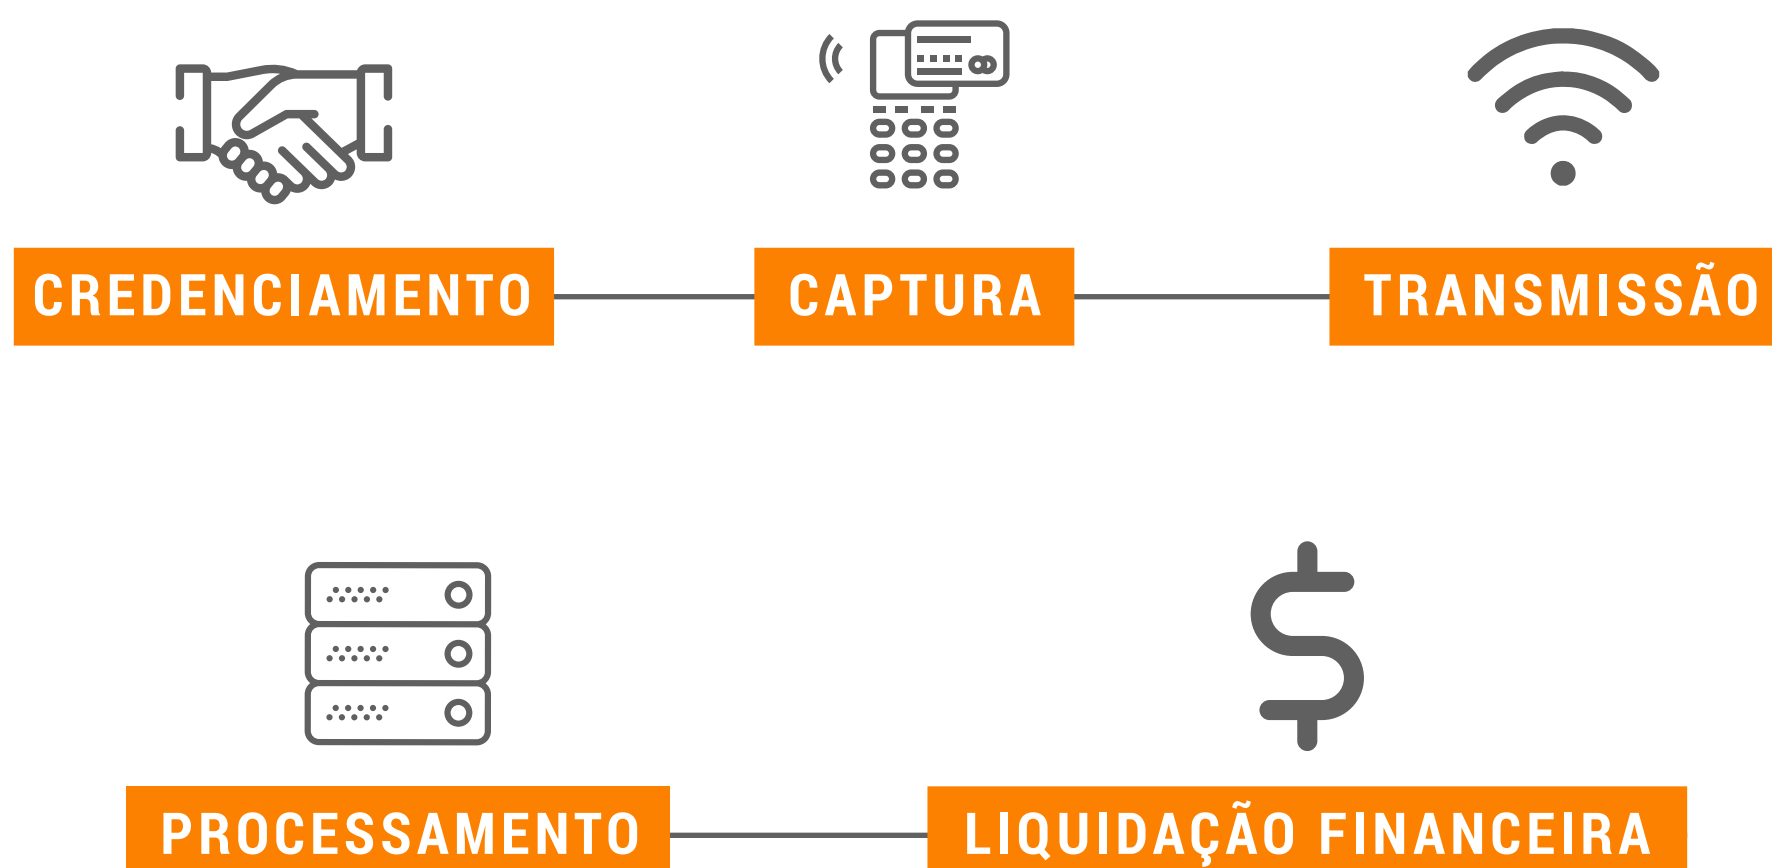 CREDENCIAMENTO
CAPTURA
TRANSMISSÃO
PROCESSAMENTO
LIQUIDAÇÃO FINANCEIRA